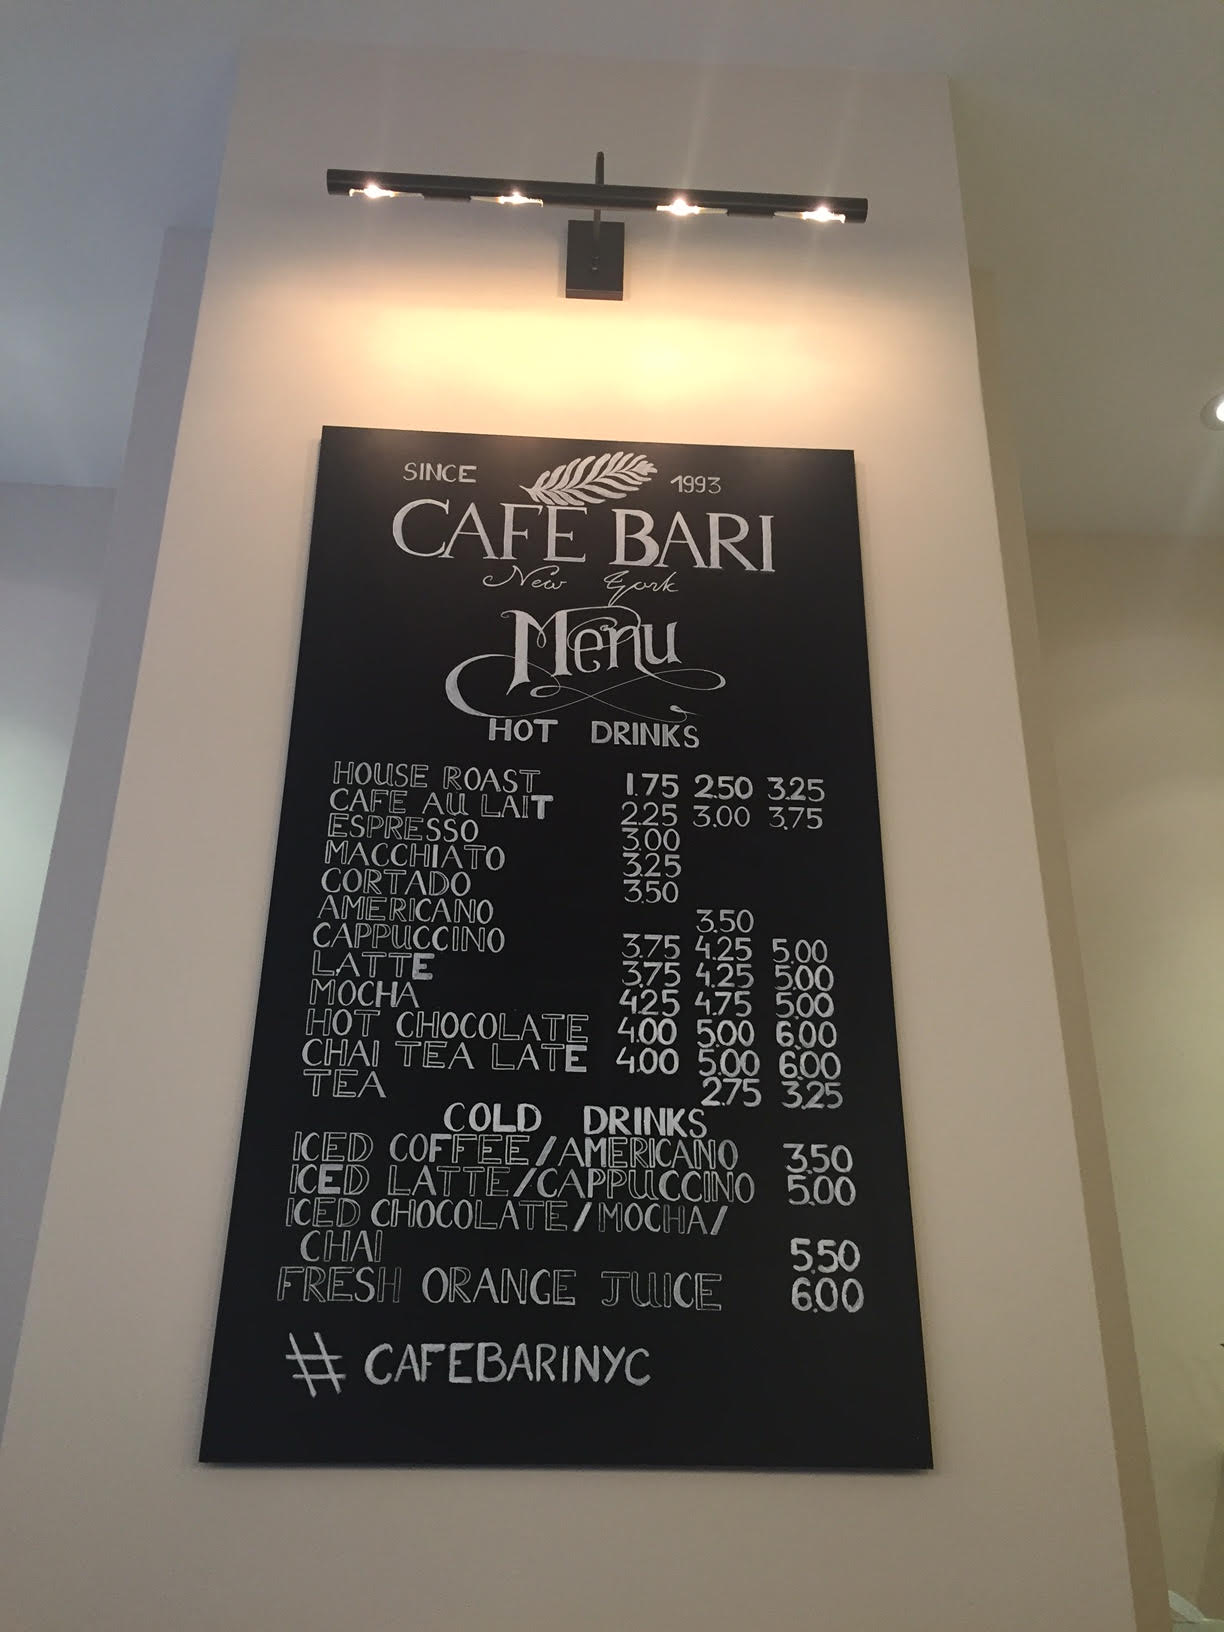 SINCE 1993
CAFE BARI
New York
Menu
HOT DRINKS
HOUSE ROAST 1.75 2.50 3.25
CAFE AU LAIT 2.25 3.00 3.75
ESPRESSO 3.00
MACCHIATO 3.25
CORTADO 3.50
AMERICANO 3.50
CAPPUCCINO 3.75 4.25 5.00
LATTE 3.75 4.25 5.00
MOCHA 4.25 4.75 5.00
HOT CHOCOLATE 4.00 5.00 6.00
CHAI TEA LATE 4.00 5.00 6.00
TEA 2.75 3.25
COLD DRINKS
ICED COFFEE/AMERICANO 3.50
ICED LATTE/CAPPUCCINO 5.00
ICED CHOCOLATE/MOCHA/
CHAI 5.50
FRESH ORANGE JUICE 6.00
# CAFEBARINYC